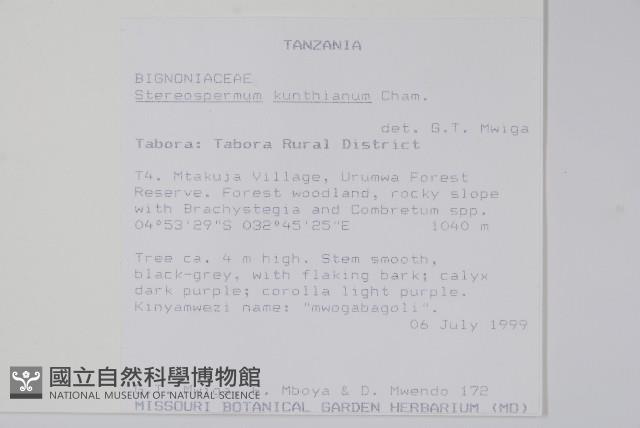 TANZANIA
BIGNONIACEAE
Stereospermum kunthianum Cham.
det. G.T. Mwiga
Tabora: Tabora Rural District
T4. Mtakuja Village, Urumwa Forest
Reserve. Forest woodland, rocky slope
with Brachystegia and Combretum spp.
04°53'29"S 032°45'25"E 1040 m
Tree ca. 4 m high. Stem smooth,
black-grey, with flaking bark; calyx
dark purple; corolla light purple.
Kinyamwezi name: "mwogabagoli".
06 July 1999
Mwiga, Mboya & D. Mwendo 172
MISSOURI BOTANICAL GARDEN HERBARIUM (MO)
國立自然科學博物館
NATIONAL MUSEUM OF NATURAL SCIENCE